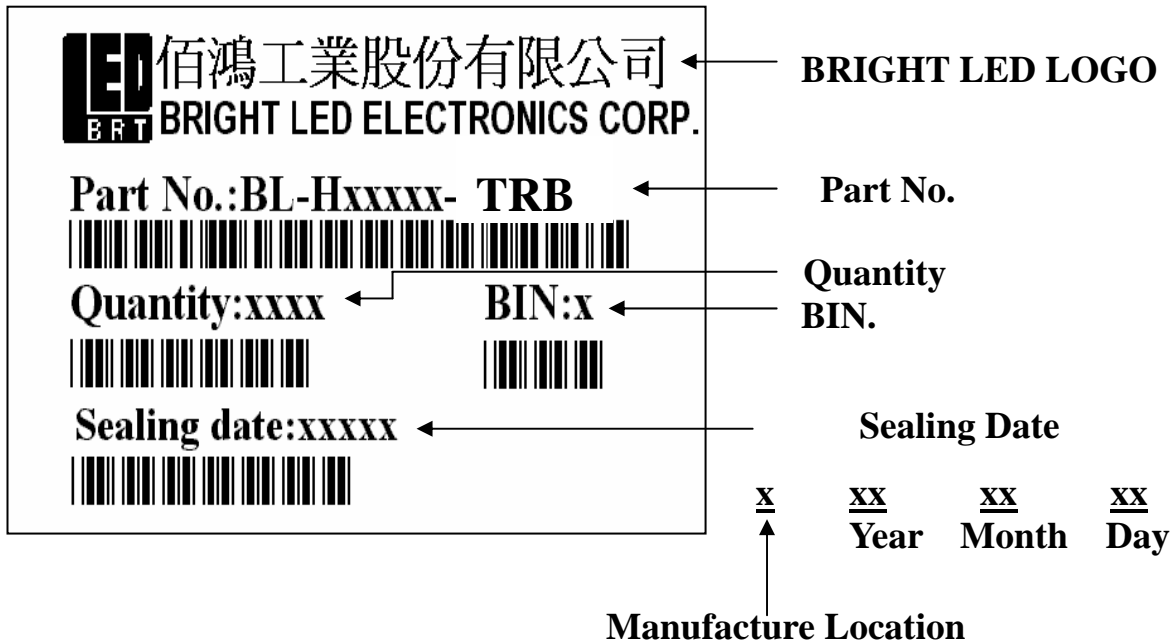 LED
BRT
佰鴻工業股份有限公司
BRIGHT LED ELECTRONICS CORP.
BRIGHT LED LOGO
Part No.:BL-Hxxxxx- TRB
Part No.
Quantity:xxxx
BIN:x
Quantity
BIN.
Sealing date:xxxxx
Sealing Date
x xx xx xx
Year Month Day
Manufacture Location